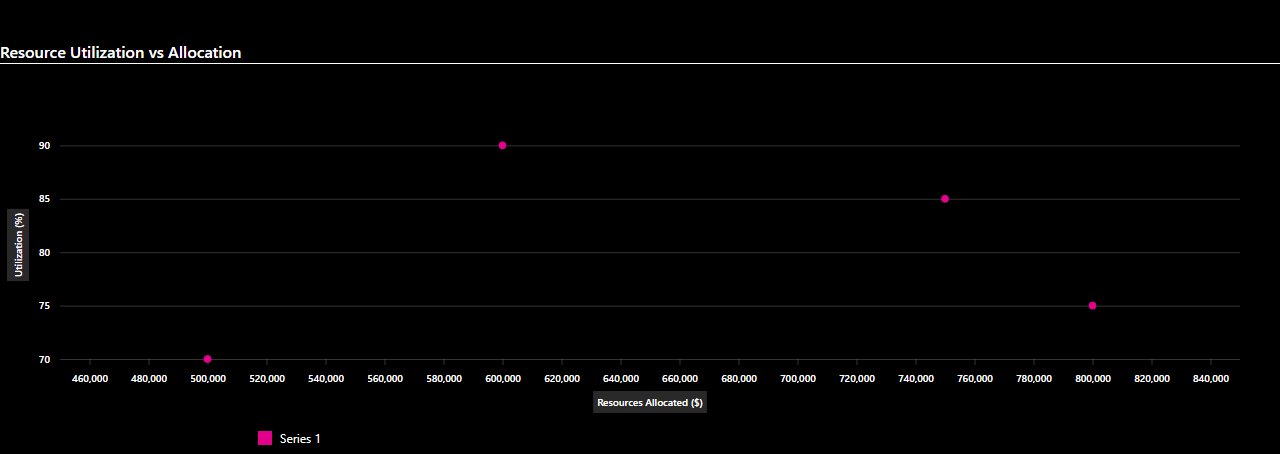 Resource Utilization vs Allocation
90
85
80
75
70
Utilization (%)
460,000 480,000 500,000 520,000 540,000 560,000 580,000 600,000 620,000 640,000 660,000 680,000 700,000 720,000 740,000 760,000 780,000 800,000 820,000 840,000
Resources Allocated ($)
Series 1